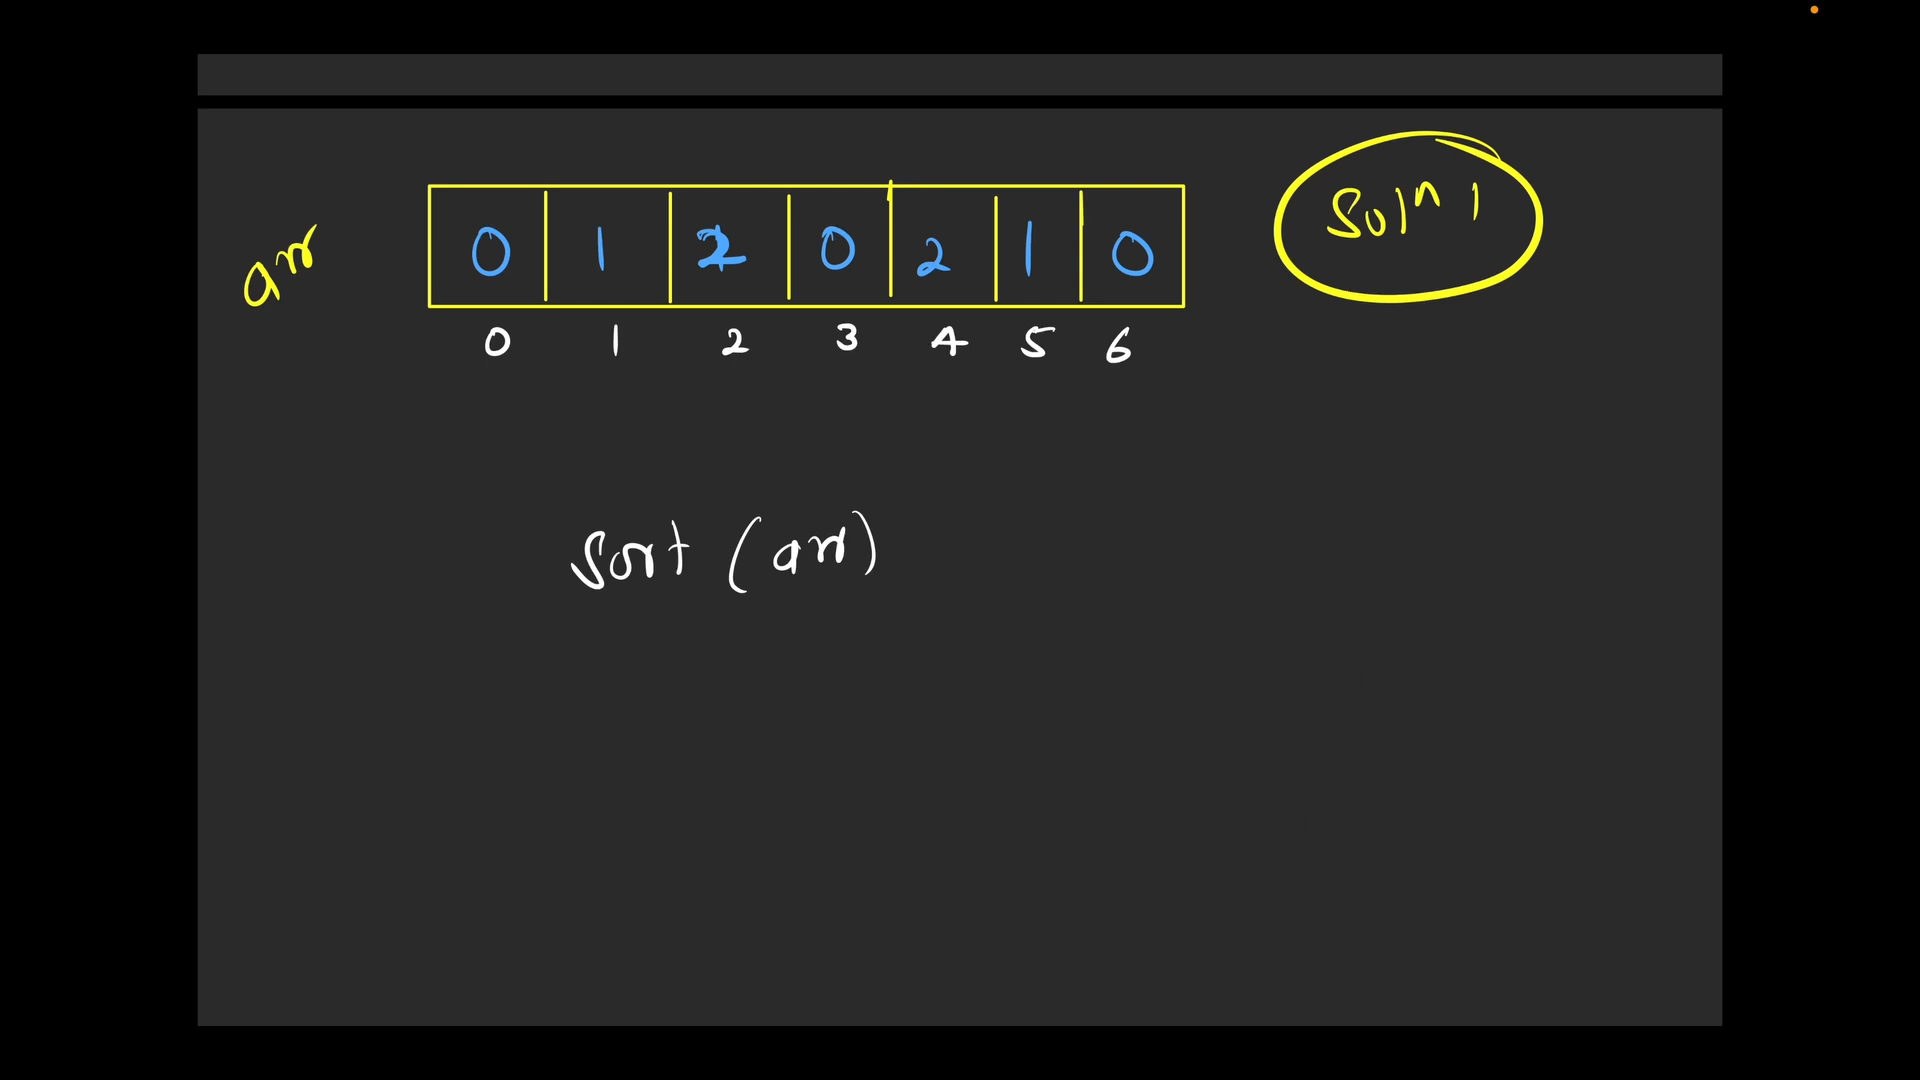 arr
0 1 2 0 2 1 0
0 1 2 3 4 5 6
Solⁿ 1
Sort (arr)